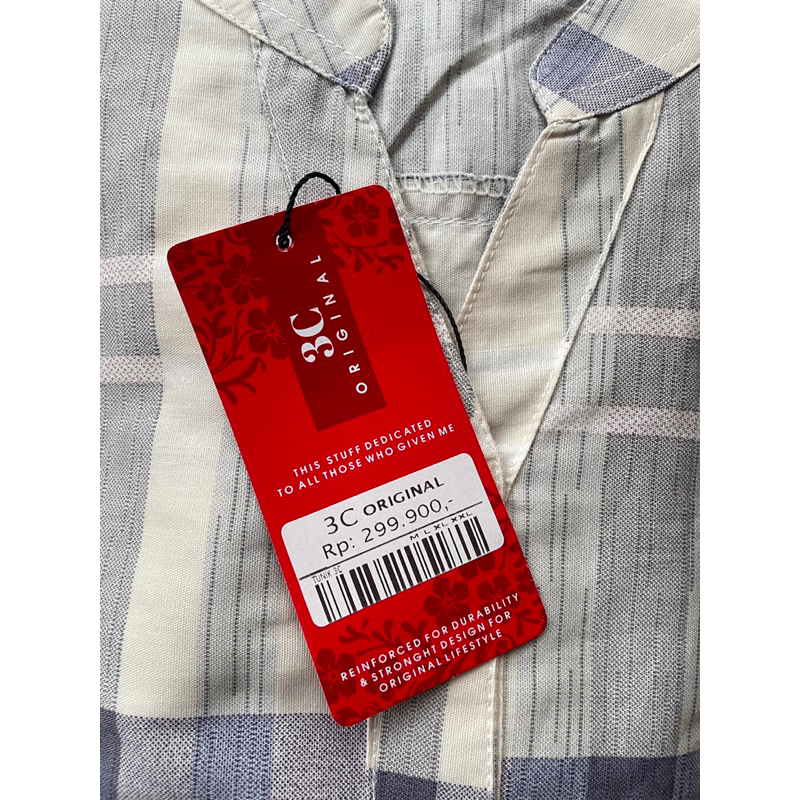 3C
ORIGINAL
THIS STUFF DEDICATED
TO ALL THOSE WHO GIVEN ME
3C ORIGINAL
Rp: 299.900,-
M L XL XXL
TUNIK 3C
REINFORCED FOR DURABILITY
& STRONGHT DESIGN FOR
ORIGINAL LIFESTYLE